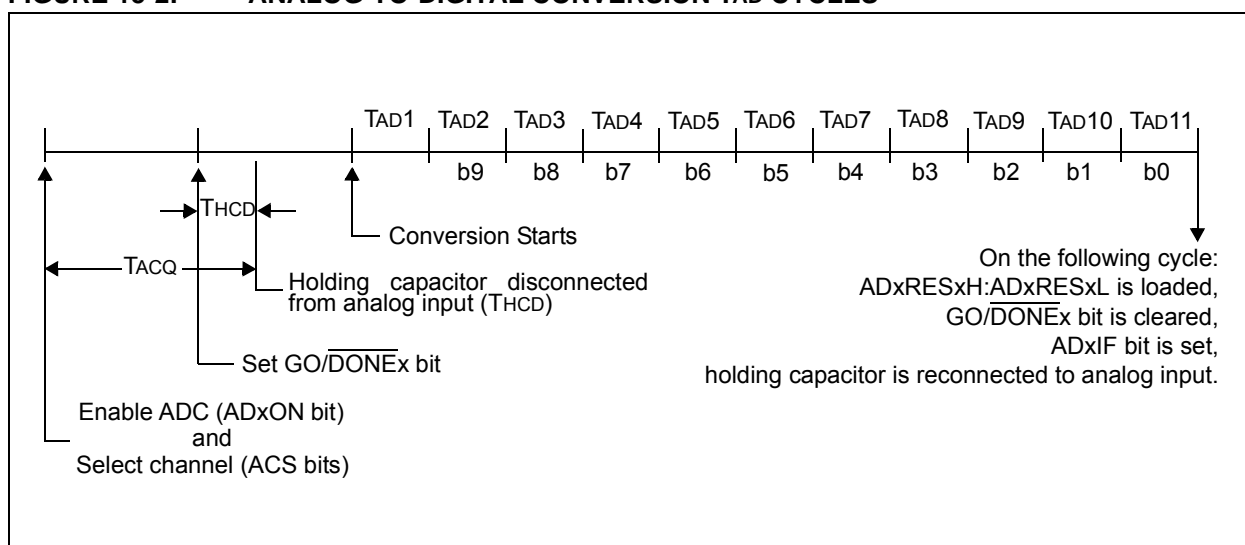 FIGURE 16-2: ANALOG-TO-DIGITAL CONVERSION TAD CYCLES
TAD1 TAD2 TAD3 TAD4 TAD5 TAD6 TAD7 TAD8 TAD9 TAD10 TAD11
b9 b8 b7 b6 b5 b4 b3 b2 b1 b0
THCD
Conversion Starts
TACQ
Holding capacitor disconnected
from analog input (THCD)
Set GO/DONEx bit
Enable ADC (ADxON bit)
and
Select channel (ACS bits)
On the following cycle:
ADxRESxH:ADxRESxL is loaded,
GO/DONEx bit is cleared,
ADxIF bit is set,
holding capacitor is reconnected to analog input.